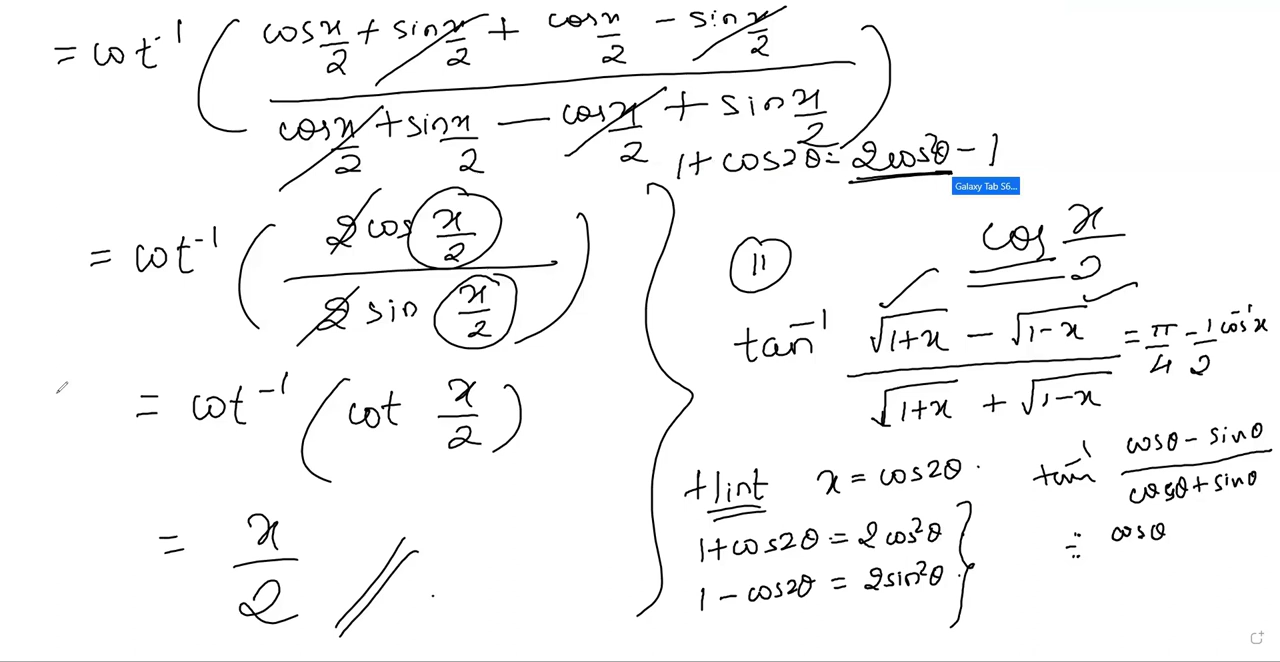 = cot⁻¹ ( (cos x/2 + sin x/2 + cos x/2 − sin x/2) / (cos x/2 + sin x/2 − cos x/2 + sin x/2) )
= cot⁻¹ ( 2 cos x/2 / 2 sin x/2 )
= cot⁻¹ ( cot x/2 )
= x/2 //
1 + cos2θ = 2cos²θ − 1
Galaxy Tab S6...
cos x/2
11
tan⁻¹ (√1+x − √1−x) / (√1+x + √1−x) = π/4 − 1/2 cos⁻¹x
Hint x = cos2θ.
1 + cos2θ = 2cos²θ
1 − cos2θ = 2sin²θ }
tan⁻¹ (cosθ − sinθ) / (cosθ + sinθ)
÷ cosθ